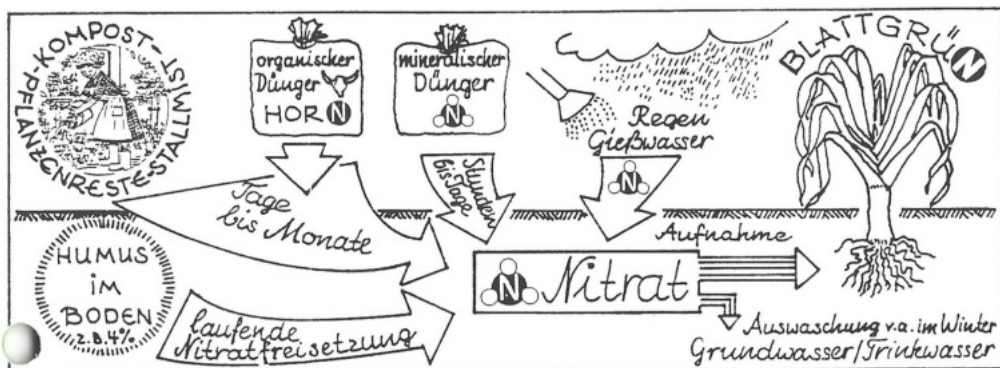 PFLANZENRESTE-KOMPOST-STALLMIST-
organischer
Dünger
HORN
mineralischer
Dünger
N
Regen
Gießwasser
N
BLATTGRÜN
Tage
bis Monate
Stunden
bis Tage
Aufnahme
HUMUS
im
BODEN
z.B.4%
N Nitrat
laufende
Nitratfreisetzung
Auswaschung v.a. im Winter
Grundwasser/Trinkwasser